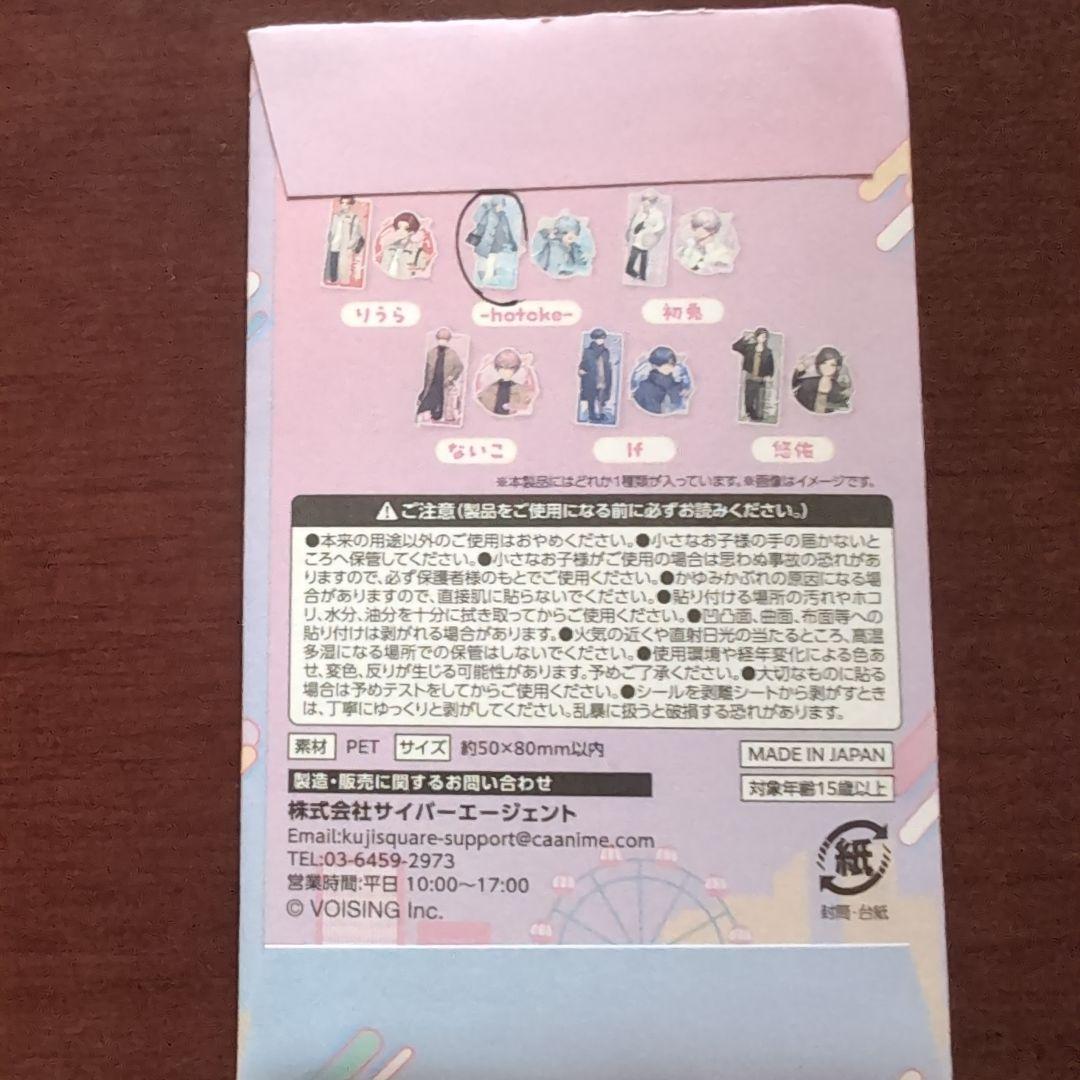 りうら
-hotoke-
初兎
ないこ
If
悠佑
※本製品にはどれか1種類が入っています。※画像はイメージです。
ご注意(製品をご使用になる前に必ずお読みください。)
●本来の用途以外のご使用はおやめください。●小さなお子様の手の届かないと
ころへ保管してください。●小さなお子様がご使用の場合は思わぬ事故の恐れがあ
りますので、必ず保護者様のもとでご使用ください。●かゆみかぶれの原因になる場
合がありますので、直接肌に貼らないでください。●貼り付ける場所の汚れやホコ
リ、水分、油分を十分に拭き取ってからご使用ください。●凹凸面、曲面、布面等への
貼り付けは剥がれる場合があります。●火気の近くや直射日光の当たるところ、高温
多湿になる場所での保管はしないでください。●使用環境や経年変化による色あ
せ、変色、反りが生じる可能性があります。予めご了承ください。●大切なものに貼る
場合は予めテストをしてからご使用ください。●シールを剥離シートから剥がすとき
は、丁寧にゆっくりと剥がしてください。乱暴に扱うと破損する恐れがあります。
素材 PET サイズ 約50×80mm以内
MADE IN JAPAN
製造・販売に関するお問い合わせ
対象年齢15歳以上
株式会社サイバーエージェント
Email:kujisquare-support@caanime.com
TEL:03-6459-2973
営業時間:平日 10:00～17:00
© VOISING Inc.
紙
封筒・台紙